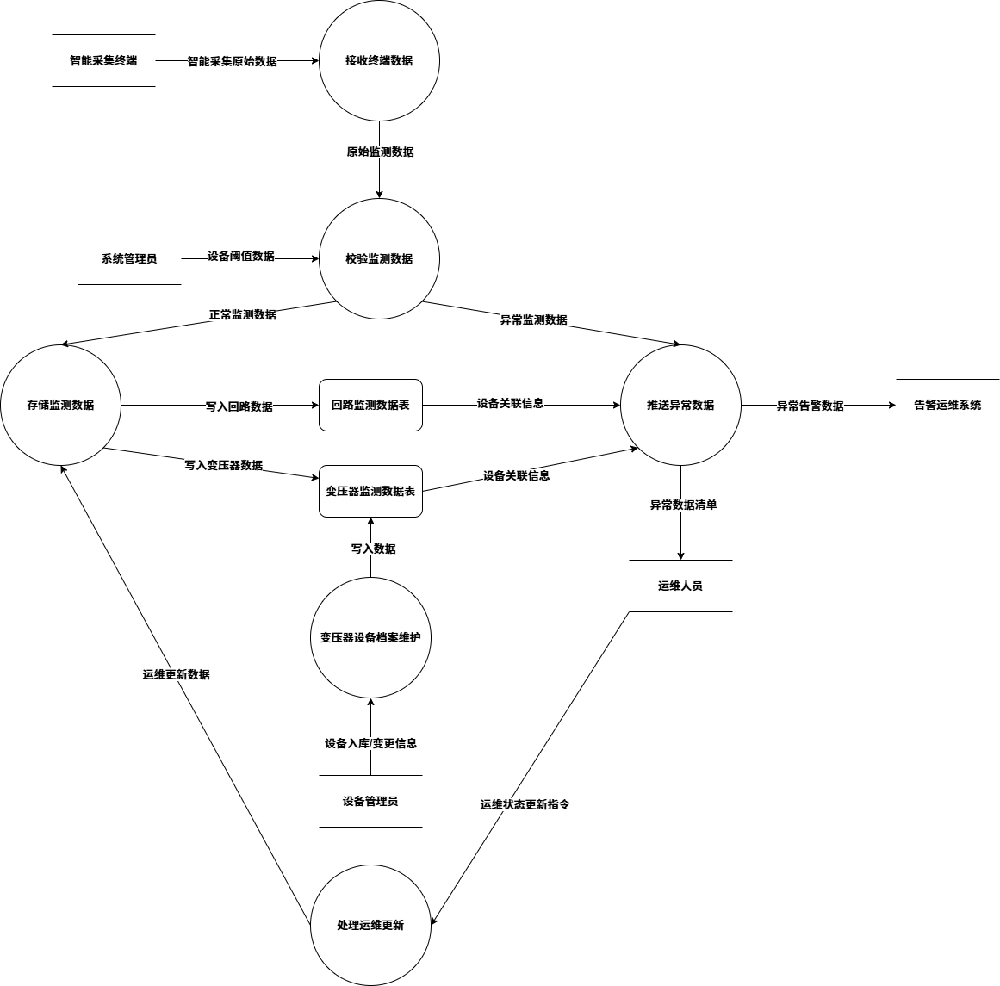 智能采集终端
智能采集原始数据
接收终端数据
原始监测数据
系统管理员
设备阈值数据
校验监测数据
正常监测数据
异常监测数据
存储监测数据
写入回路数据
回路监测数据表
设备关联信息
推送异常数据
异常告警数据
告警运维系统
写入变压器数据
变压器监测数据表
设备关联信息
异常数据清单
写入数据
运维人员
变压器设备档案维护
运维更新数据
设备入库/变更信息
设备管理员
运维状态更新指令
处理运维更新